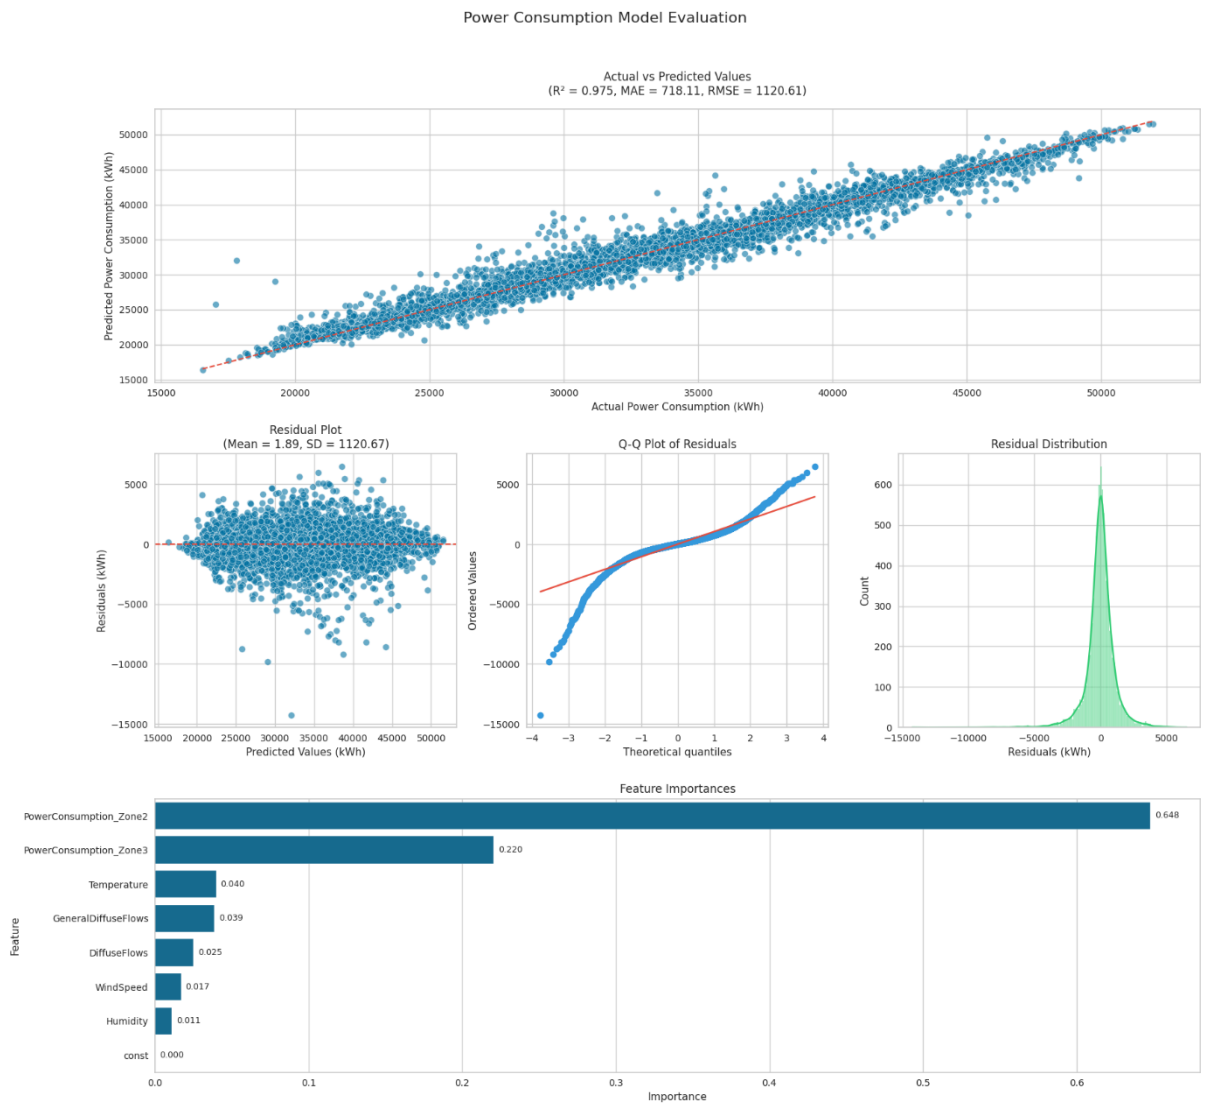 Power Consumption Model Evaluation
Actual vs Predicted Values
(R² = 0.975, MAE = 718.11, RMSE = 1120.61)
Predicted Power Consumption (kWh)
50000
45000
40000
35000
30000
25000
20000
15000
15000 20000 25000 30000 35000 40000 45000 50000
Actual Power Consumption (kWh)
Residual Plot
(Mean = 1.89, SD = 1120.67)
Residuals (kWh)
5000
0
−5000
−10000
−15000
15000 20000 25000 30000 35000 40000 45000 50000
Predicted Values (kWh)
Q-Q Plot of Residuals
Ordered Values
5000
0
−5000
−10000
−15000
−4 −3 −2 −1 0 1 2 3 4
Theoretical quantiles
Residual Distribution
Count
600
500
400
300
200
100
0
−15000 −10000 −5000 0 5000
Residuals (kWh)
Feature Importances
Feature
PowerConsumption_Zone2 0.648
PowerConsumption_Zone3 0.220
Temperature 0.040
GeneralDiffuseFlows 0.039
DiffuseFlows 0.025
WindSpeed 0.017
Humidity 0.011
const 0.000
0.0 0.1 0.2 0.3 0.4 0.5 0.6
Importance